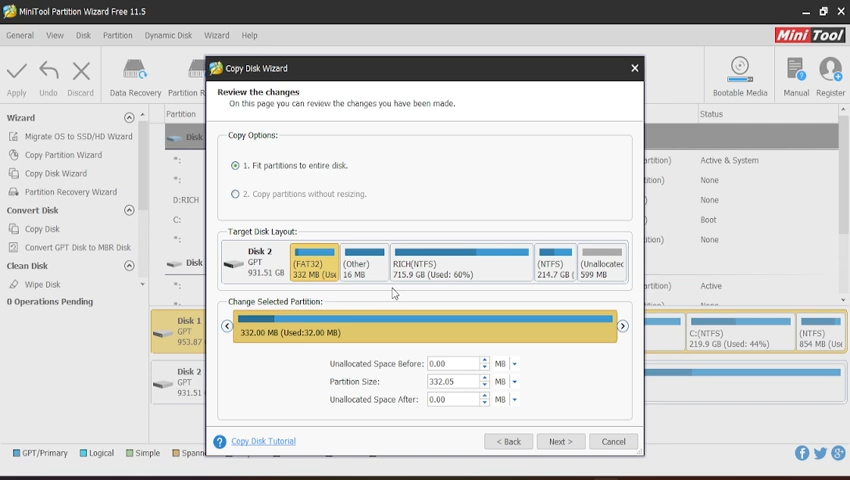 MiniTool Partition Wizard Free 11.5
General View Disk Partition Dynamic Disk Wizard Help
Mini Tool
Apply Undo Discard Data Recovery Partition R Bootable Media Manual Register
Wizard
Migrate OS to SSD/HD Wizard
Copy Partition Wizard
Copy Disk Wizard
Partition Recovery Wizard
Convert Disk
Copy Disk
Convert GPT Disk to MBR Disk
Clean Disk
Wipe Disk
0 Operations Pending
Partition
Disk
*:
*:
D:RICH
C:
*:
Disk
*:
Status
Active & System
None
None
Boot
None
Active
None
Copy Disk Wizard
Review the changes
On this page you can review the changes you have been made.
Copy Options:
1. Fit partitions to entire disk.
2. Copy partitions without resizing.
Target Disk Layout:
Disk 2
GPT
931.51 GB
(FAT32)
332 MB (Use
(Other)
16 MB
RICH(NTFS)
715.9 GB (Used: 60%)
(NTFS)
214.7 GB (
(Unallocated
599 MB
Change Selected Partition:
332.00 MB (Used:32.00 MB)
Unallocated Space Before: 0.00 MB
Partition Size: 332.05 MB
Unallocated Space After: 0.00 MB
Copy Disk Tutorial
< Back Next > Cancel
Disk 1
GPT
953.87
Disk 2
GPT
931.51
C:(NTFS)
219.9 GB (Used: 44%)
(NTFS)
854 MB (Us
GPT/Primary Logical Simple Spann